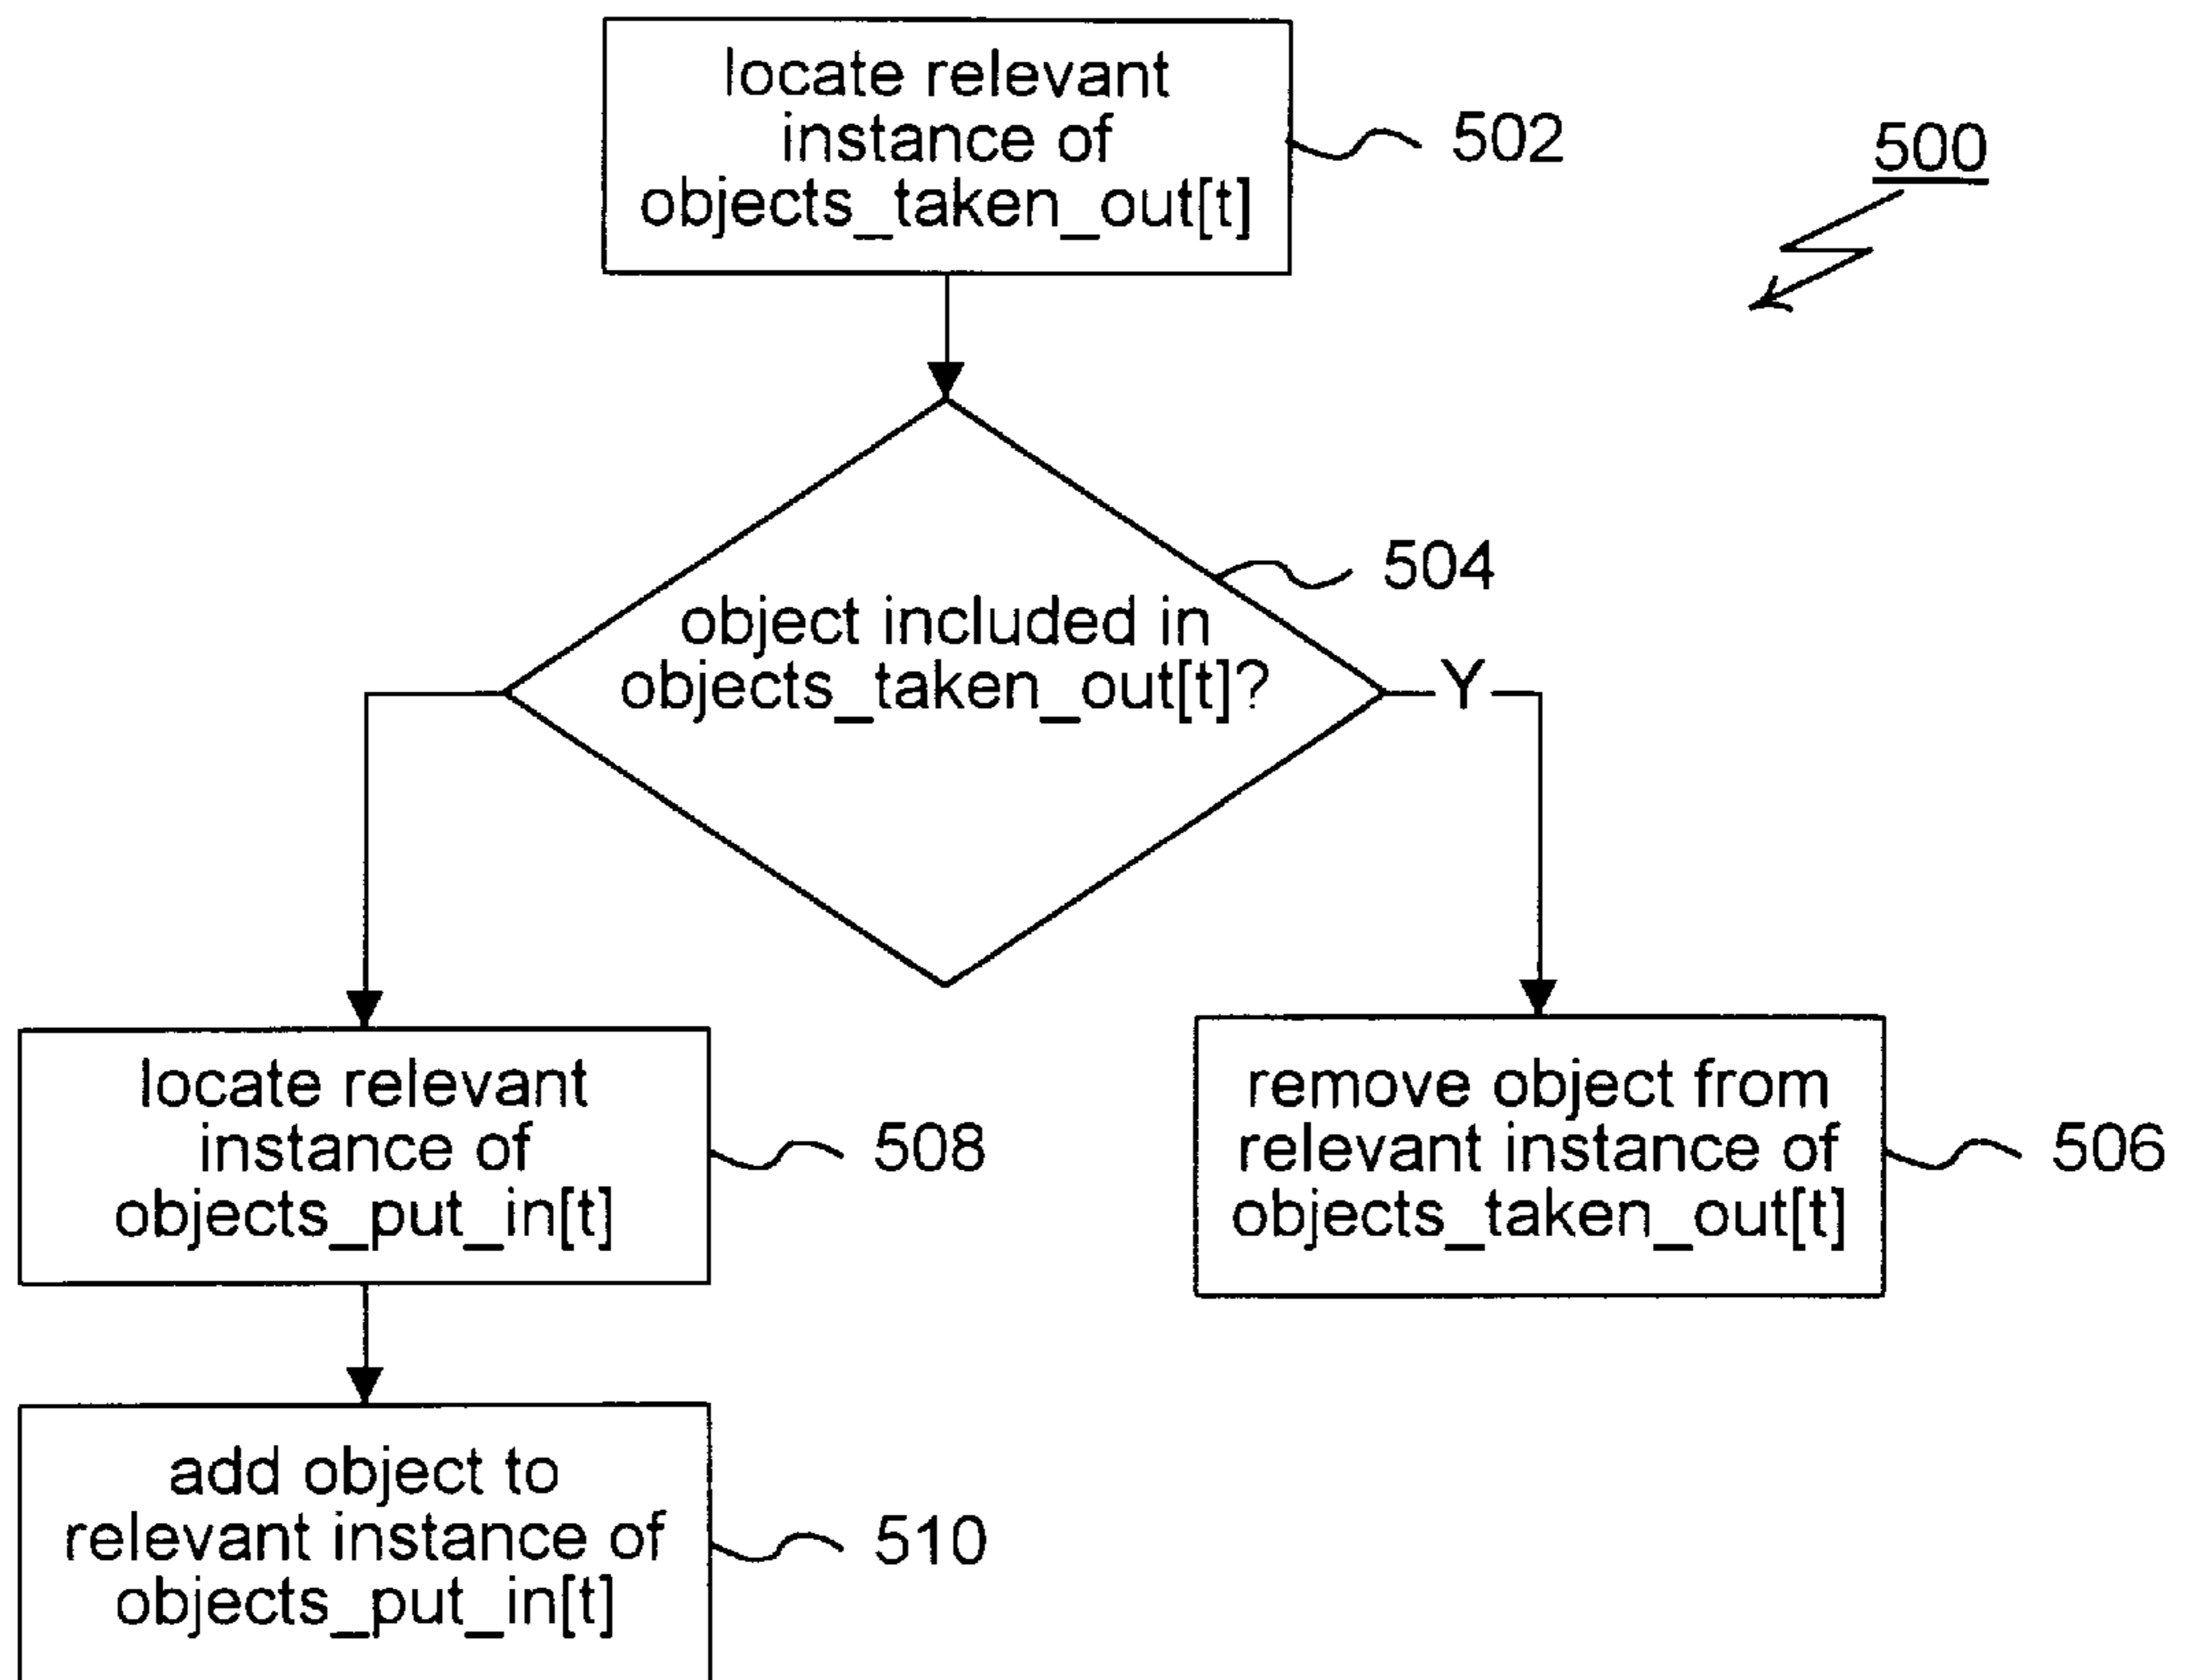 locate relevant
instance of
objects_taken_out[t]
502
500
504
object included in
objects_taken_out[t]?
Y
locate relevant
instance of
objects_put_in[t]
508
remove object from
relevant instance of
objects_taken_out[t]
506
add object to
relevant instance of
objects_put_in[t]
510